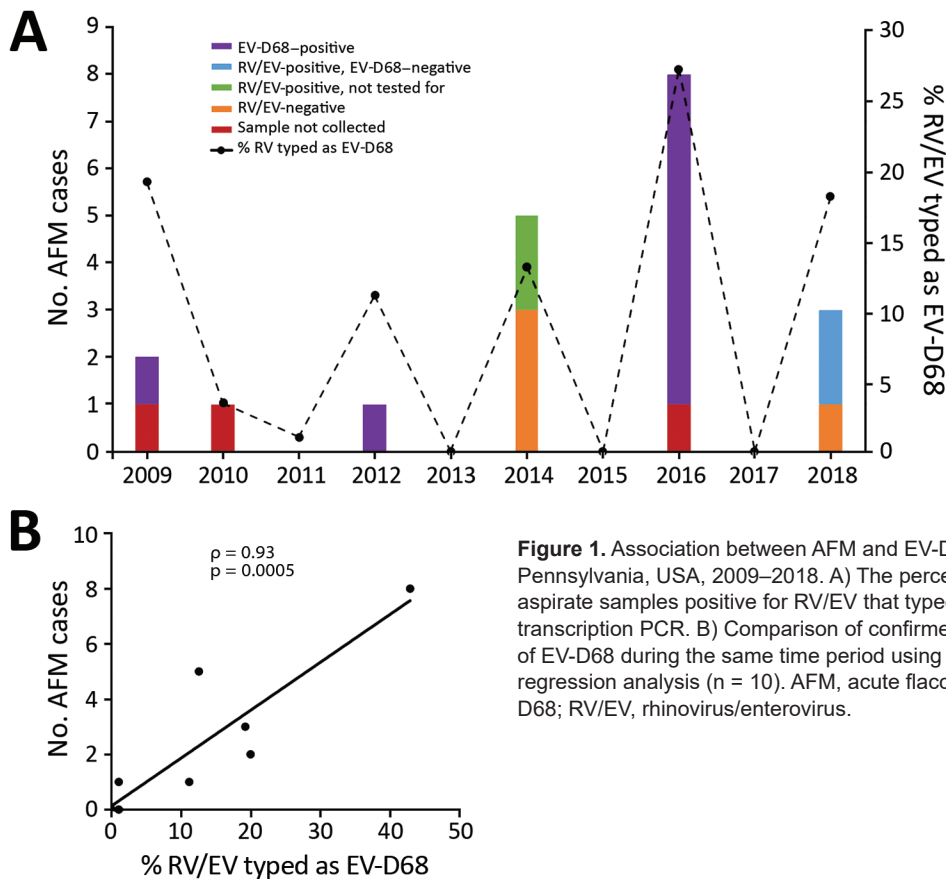 A
9
8
7
6
5
4
3
2
1
0
No. AFM cases
EV-D68–positive
RV/EV-positive, EV-D68–negative
RV/EV-positive, not tested for
RV/EV-negative
Sample not collected
% RV typed as EV-D68
30
25
20
15
10
5
0
% RV/EV typed as EV-D68
2009 2010 2011 2012 2013 2014 2015 2016 2017 2018
B
10
8
6
4
2
0
No. AFM cases
ρ = 0.93
p = 0.0005
0 10 20 30 40 50
% RV/EV typed as EV-D68
Figure 1. Association between AFM and EV-D
Pennsylvania, USA, 2009–2018. A) The perce
aspirate samples positive for RV/EV that typed
transcription PCR. B) Comparison of confirme
of EV-D68 during the same time period using
regression analysis (n = 10). AFM, acute flacc
D68; RV/EV, rhinovirus/enterovirus.